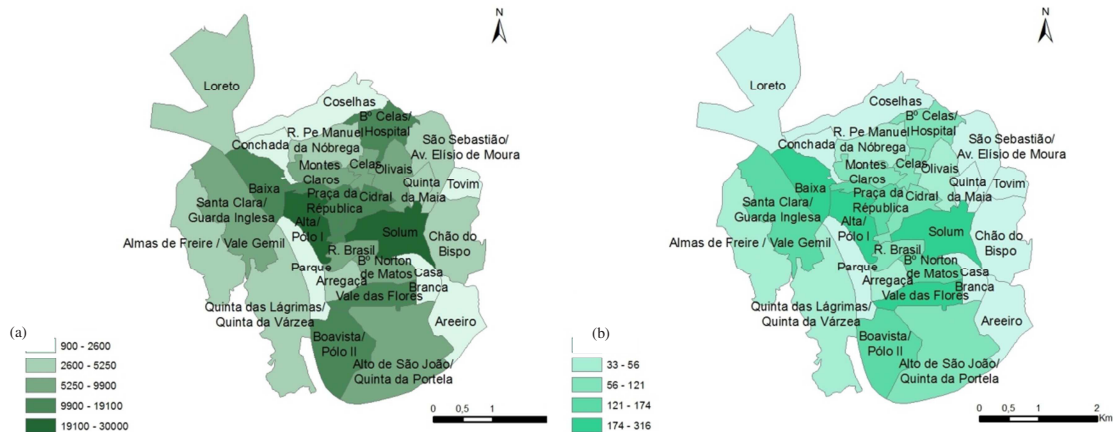 N
Loreto
Coselhas
Bº Celas/
Hospital
R. Pe Manuel
da Nóbrega
São Sebastião/
Av. Elísio de Moura
Conchada
Montes
Claros
Celas
Olivais
Quinta
da Maia
Tovim
Baixa
Santa Clara/
Guarda Inglesa
Praça da
República
Cidral
Alta/
Pólo I
Solum
Chão do
Bispo
Almas de Freire / Vale Gemil
R. Brasil
Bº Norton
de Matos
Parque
Arregaça
Casa
Branca
Vale das Flores
Quinta das Lágrimas/
Quinta da Várzea
Areeiro
Boavista/
Pólo II
Alto de São João/
Quinta da Portela
(a)
900 - 2600
2600 - 5250
5250 - 9900
9900 - 19100
19100 - 30000
0 0,5 1
N
Loreto
Coselhas
Bº Celas/
Hospital
R. Pe Manuel
da Nóbrega
São Sebastião/
Av. Elísio de Moura
Conchada
Montes
Claros
Celas
Olivais
Quinta
da Maia
Tovim
Baixa
Santa Clara/
Guarda Inglesa
Praça da
República
Cidral
Alta/
Pólo I
Solum
Chão do
Bispo
Almas de Freire / Vale Gemil
R. Brasil
Bº Norton
de Matos
Parque
Arregaça
Casa
Branca
Vale das Flores
Quinta das Lágrimas/
Quinta da Várzea
Areeiro
Boavista/
Pólo II
Alto de São João/
Quinta da Portela
(b)
33 - 56
56 - 121
121 - 174
174 - 316
0 0,5 1 2
Km